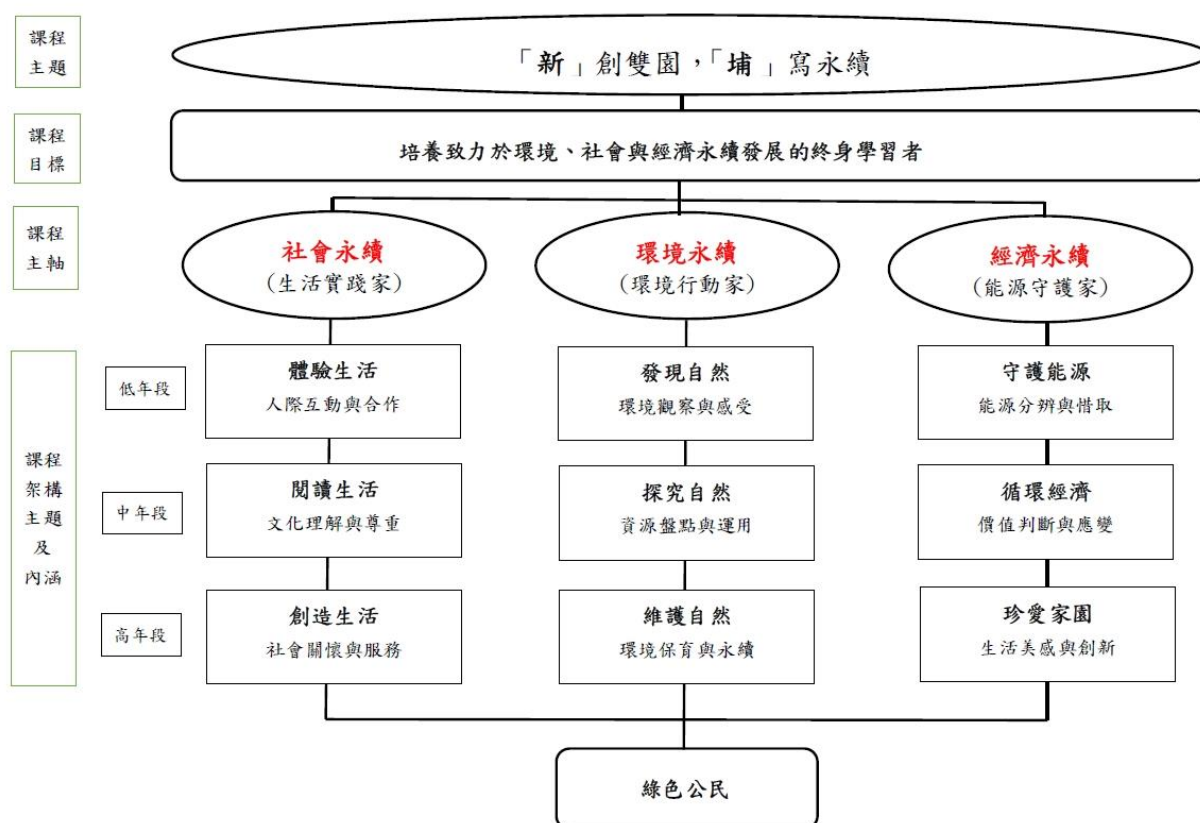 課程
主題
「新」創雙園，「埔」寫永續
課程
目標
培養致力於環境、社會與經濟永續發展的終身學習者
課程
主軸
社會永續
(生活實踐家)
環境永續
(環境行動家)
經濟永續
(能源守護家)
課程
架構
主題
及
內涵
低年段
體驗生活
人際互動與合作
發現自然
環境觀察與感受
守護能源
能源分辨與惜取
中年段
閱讀生活
文化理解與尊重
探究自然
資源盤點與運用
循環經濟
價值判斷與應變
高年段
創造生活
社會關懷與服務
維護自然
環境保育與永續
珍愛家園
生活美感與創新
綠色公民